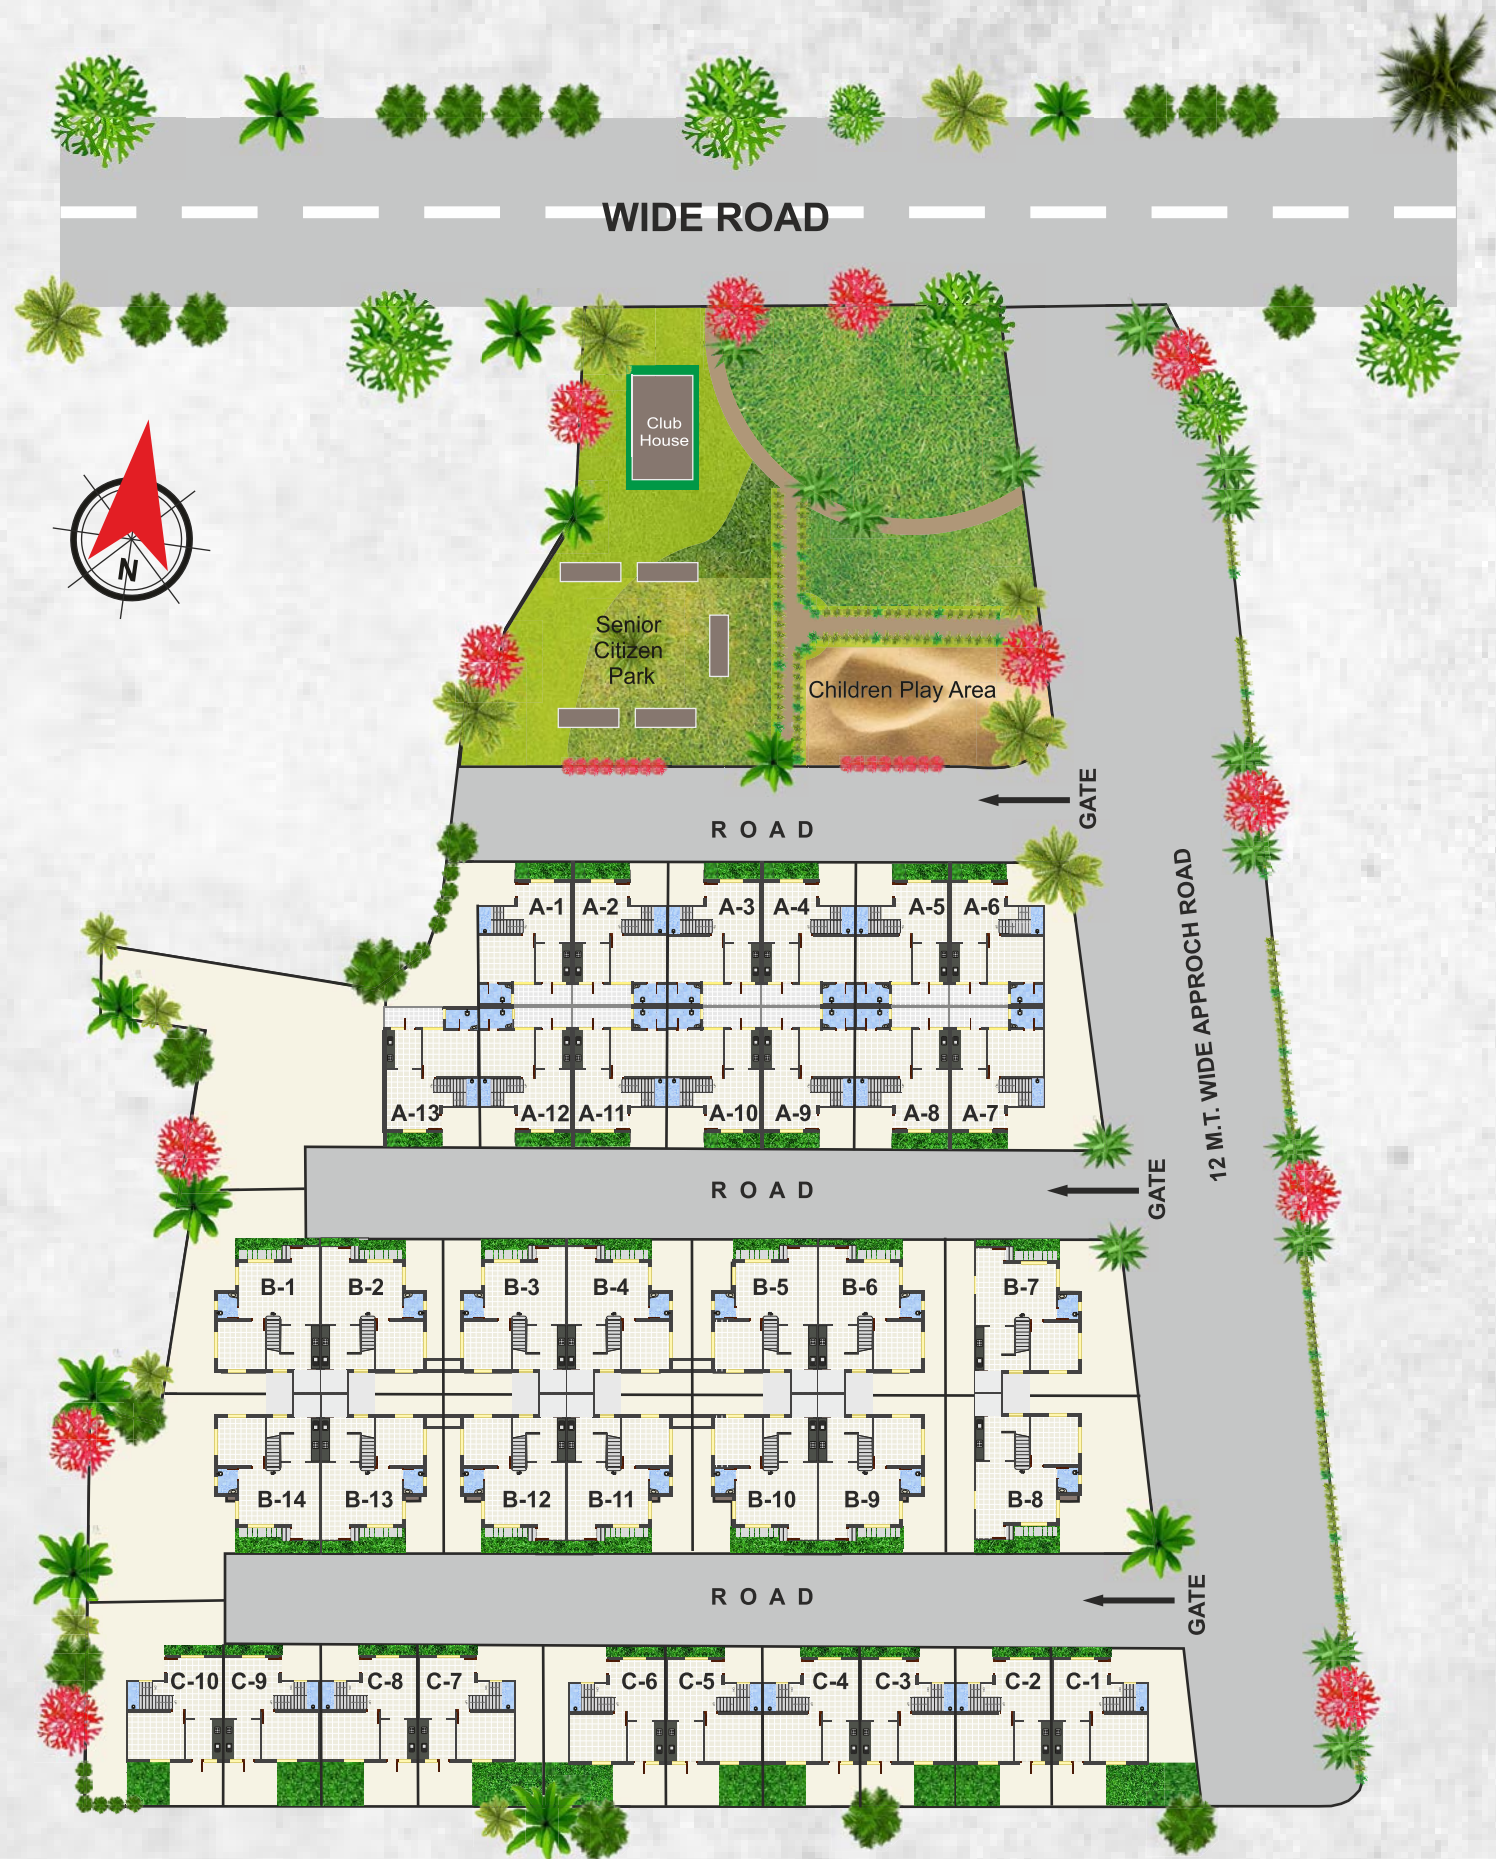 WIDE ROAD
Club
House
N
Senior
Citizen
Park
Children Play Area
GATE
ROAD
12 M.T. WIDE APPROCH ROAD
A-1 A-2 A-3 A-4 A-5 A-6
A-13 A-12 A-11 A-10 A-9 A-8 A-7
ROAD
GATE
B-1 B-2 B-3 B-4 B-5 B-6 B-7
B-14 B-13 B-12 B-11 B-10 B-9 B-8
ROAD
GATE
C-10 C-9 C-8 C-7 C-6 C-5 C-4 C-3 C-2 C-1